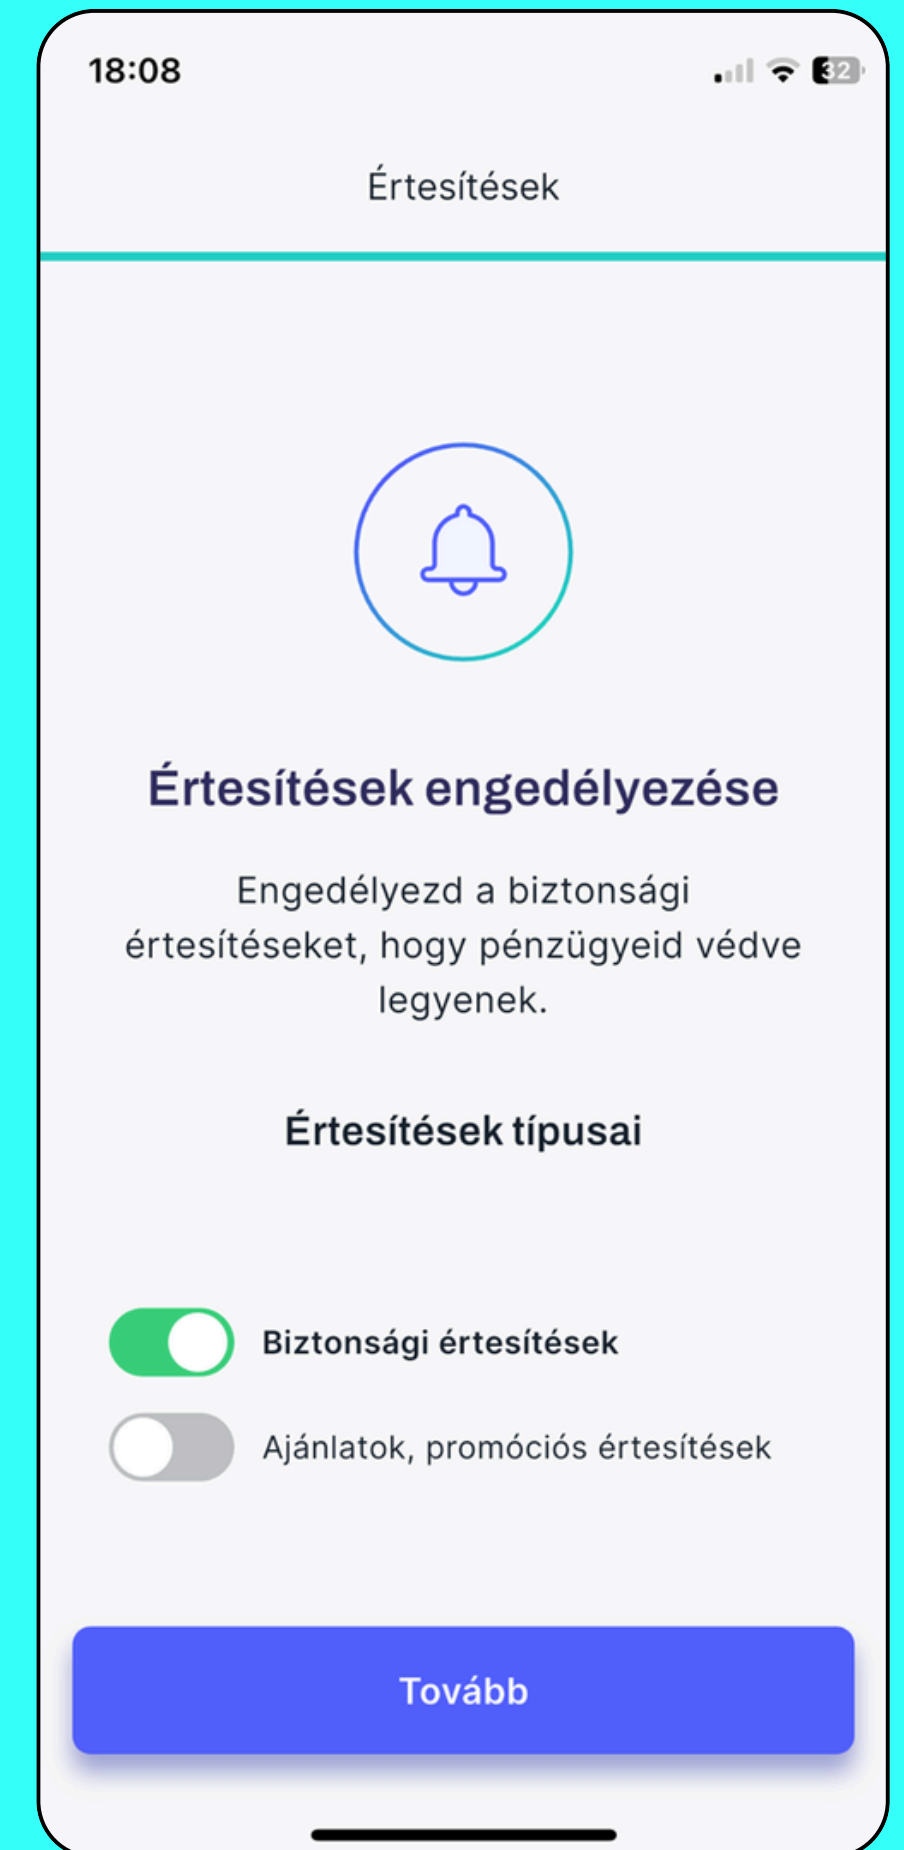 18:08
32
Értesítések
Értesítések engedélyezése
Engedélyezd a biztonsági
értesítéseket, hogy pénzügyeid védve
legyenek.
Értesítések típusai
Biztonsági értesítések
Ajánlatok, promóciós értesítések
Tovább